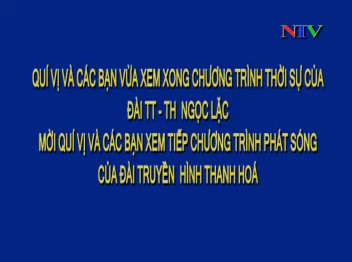 NTV
QUÍ VỊ VÀ CÁC BẠN VỪA XEM XONG CHƯƠNG TRÌNH THỜI SỰ CỦA
ĐÀI TT - TH NGỌC LẶC
MỜI QUÍ VỊ VÀ CÁC BẠN XEM TIẾP CHƯƠNG TRÌNH PHÁT SÓNG
CỦA ĐÀI TRUYỀN HÌNH THANH HOÁ